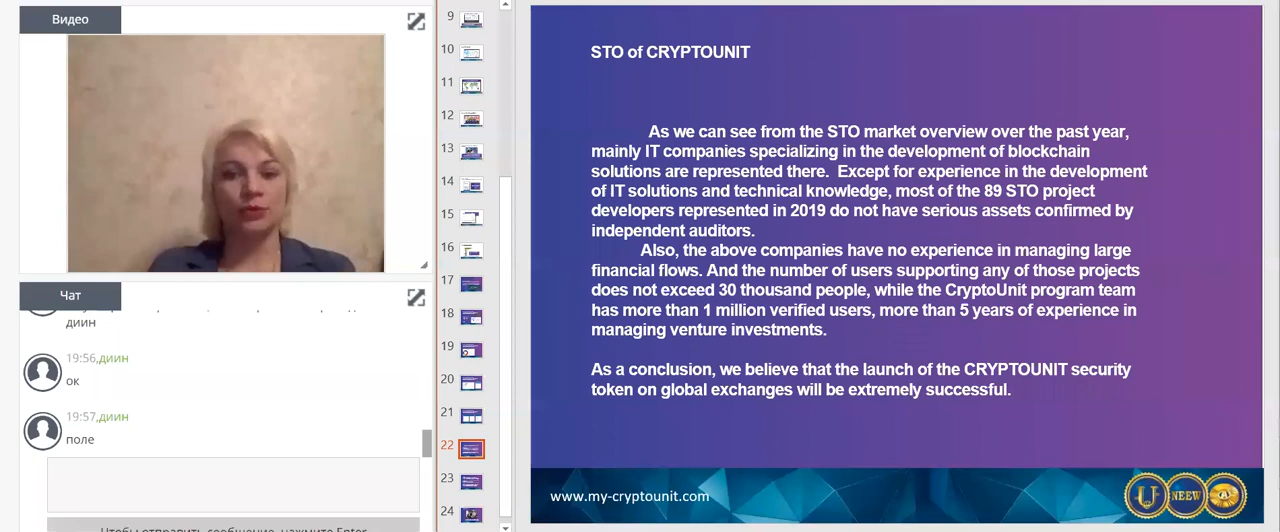 Видео
Чат
диин
19:56,диин
ок
19:57,диин
поле
9
10
11
12
13
14
15
16
17
18
19
20
21
22
23
24
STO of CRYPTOUNIT
As we can see from the STO market overview over the past year,
mainly IT companies specializing in the development of blockchain
solutions are represented there. Except for experience in the development
of IT solutions and technical knowledge, most of the 89 STO project
developers represented in 2019 do not have serious assets confirmed by
independent auditors.
Also, the above companies have no experience in managing large
financial flows. And the number of users supporting any of those projects
does not exceed 30 thousand people, while the CryptoUnit program team
has more than 1 million verified users, more than 5 years of experience in
managing venture investments.
As a conclusion, we believe that the launch of the CRYPTOUNIT security
token on global exchanges will be extremely successful.
www.my-cryptounit.com
U
NEEW
Чтобы отправить сообщение, нажмите Enter